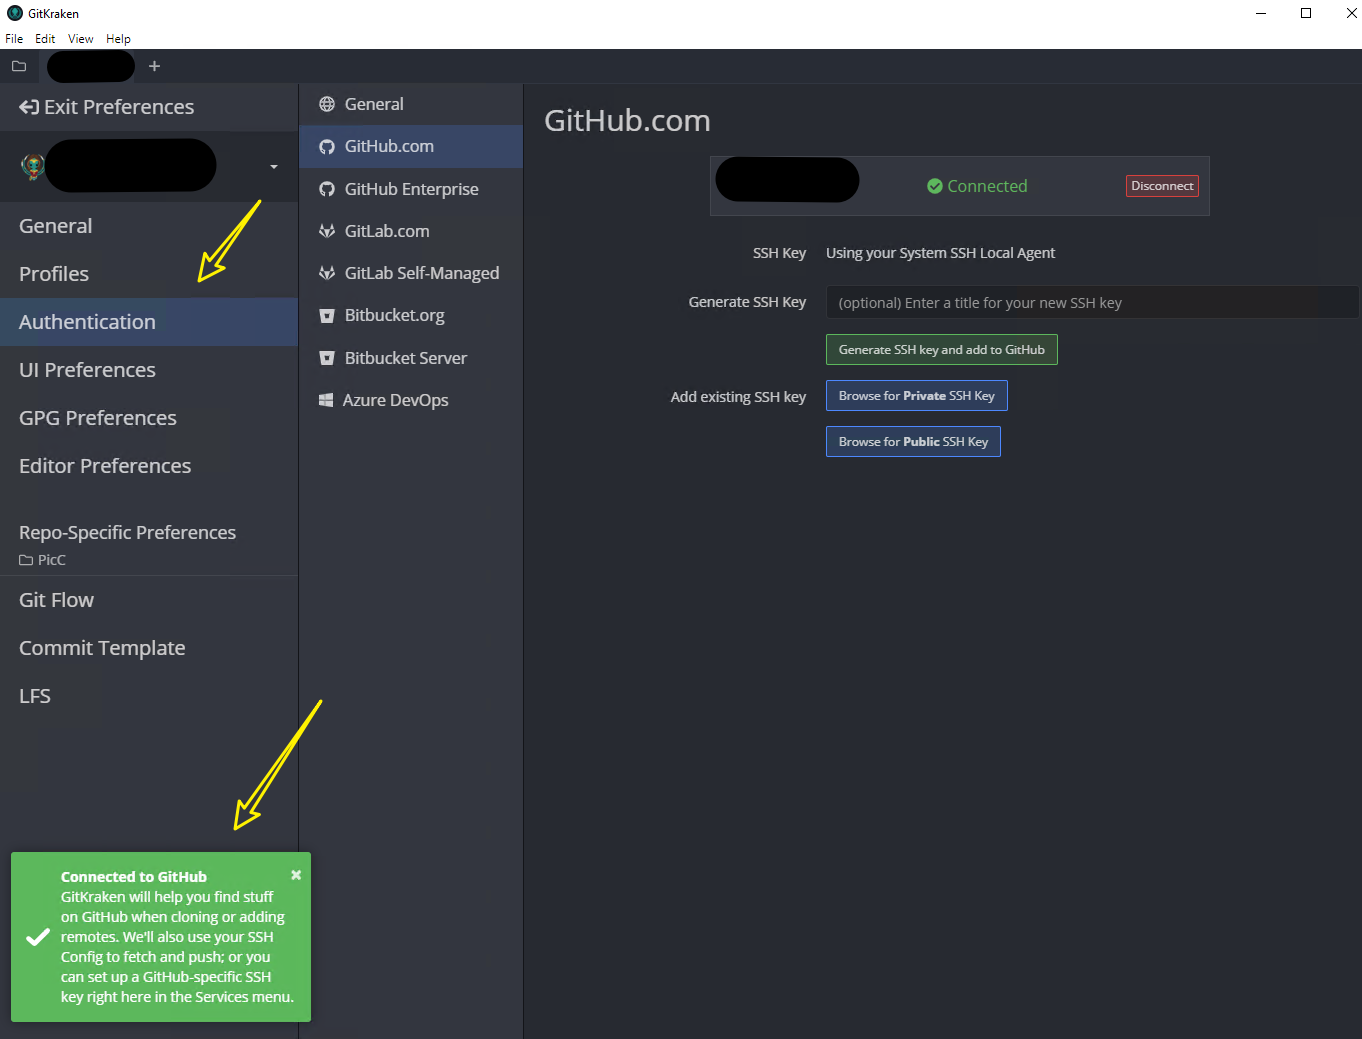 GitKraken
File Edit View Help
Exit Preferences
General
Profiles
Authentication
UI Preferences
GPG Preferences
Editor Preferences
Repo-Specific Preferences
PicC
Git Flow
Commit Template
LFS
General
GitHub.com
GitHub Enterprise
GitLab.com
GitLab Self-Managed
Bitbucket.org
Bitbucket Server
Azure DevOps
GitHub.com
Connected
Disconnect
SSH Key Using your System SSH Local Agent
Generate SSH Key (optional) Enter a title for your new SSH key
Generate SSH key and add to GitHub
Add existing SSH key Browse for Private SSH Key
Browse for Public SSH Key
Connected to GitHub
GitKraken will help you find stuff
on GitHub when cloning or adding
remotes. We'll also use your SSH
Config to fetch and push; or you
can set up a GitHub-specific SSH
key right here in the Services menu.